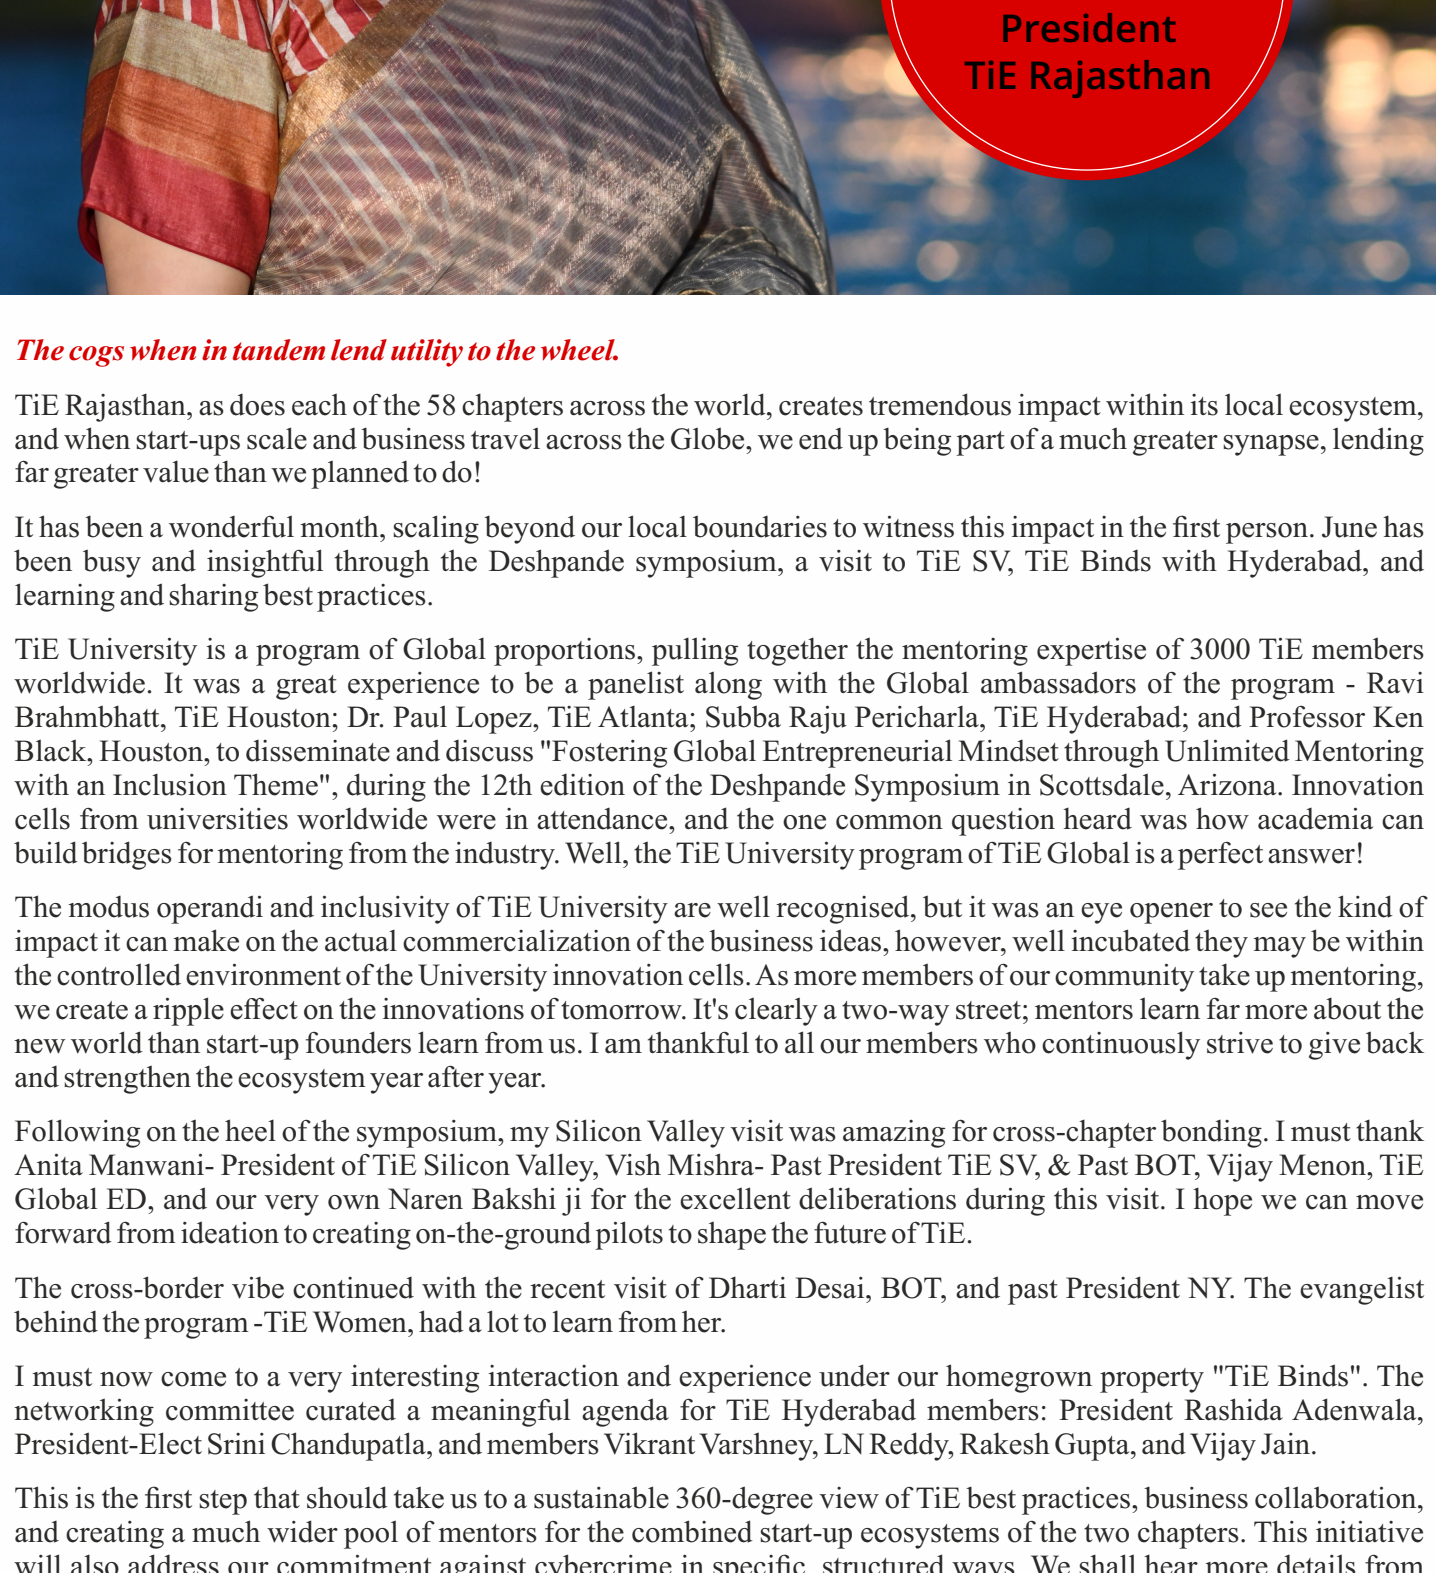 President
TiE Rajasthan
The cogs when in tandem lend utility to the wheel.
TiE Rajasthan, as does each of the 58 chapters across the world, creates tremendous impact within its local ecosystem,
and when start-ups scale and business travel across the Globe, we end up being part of a much greater synapse, lending
far greater value than we planned to do!
It has been a wonderful month, scaling beyond our local boundaries to witness this impact in the first person. June has
been busy and insightful through the Deshpande symposium, a visit to TiE SV, TiE Binds with Hyderabad, and
learning and sharing best practices.
TiE University is a program of Global proportions, pulling together the mentoring expertise of 3000 TiE members
worldwide. It was a great experience to be a panelist along with the Global ambassadors of the program - Ravi
Brahmbhatt, TiE Houston; Dr. Paul Lopez, TiE Atlanta; Subba Raju Pericharla, TiE Hyderabad; and Professor Ken
Black, Houston, to disseminate and discuss "Fostering Global Entrepreneurial Mindset through Unlimited Mentoring
with an Inclusion Theme", during the 12th edition of the Deshpande Symposium in Scottsdale, Arizona. Innovation
cells from universities worldwide were in attendance, and the one common question heard was how academia can
build bridges for mentoring from the industry. Well, the TiE University program of TiE Global is a perfect answer!
The modus operandi and inclusivity of TiE University are well recognised, but it was an eye opener to see the kind of
impact it can make on the actual commercialization of the business ideas, however, well incubated they may be within
the controlled environment of the University innovation cells. As more members of our community take up mentoring,
we create a ripple effect on the innovations of tomorrow. It's clearly a two-way street; mentors learn far more about the
new world than start-up founders learn from us. I am thankful to all our members who continuously strive to give back
and strengthen the ecosystem year after year.
Following on the heel of the symposium, my Silicon Valley visit was amazing for cross-chapter bonding. I must thank
Anita Manwani- President of TiE Silicon Valley, Vish Mishra- Past President TiE SV, & Past BOT, Vijay Menon, TiE
Global ED, and our very own Naren Bakshi ji for the excellent deliberations during this visit. I hope we can move
forward from ideation to creating on-the-ground pilots to shape the future of TiE.
The cross-border vibe continued with the recent visit of Dharti Desai, BOT, and past President NY. The evangelist
behind the program -TiE Women, had a lot to learn from her.
I must now come to a very interesting interaction and experience under our homegrown property "TiE Binds". The
networking committee curated a meaningful agenda for TiE Hyderabad members: President Rashida Adenwala,
President-Elect Srini Chandupatla, and members Vikrant Varshney, LN Reddy, Rakesh Gupta, and Vijay Jain.
This is the first step that should take us to a sustainable 360-degree view of TiE best practices, business collaboration,
and creating a much wider pool of mentors for the combined start-up ecosystems of the two chapters. This initiative
will also address our commitment against cybercrime in specific, structured ways. We shall hear more details from